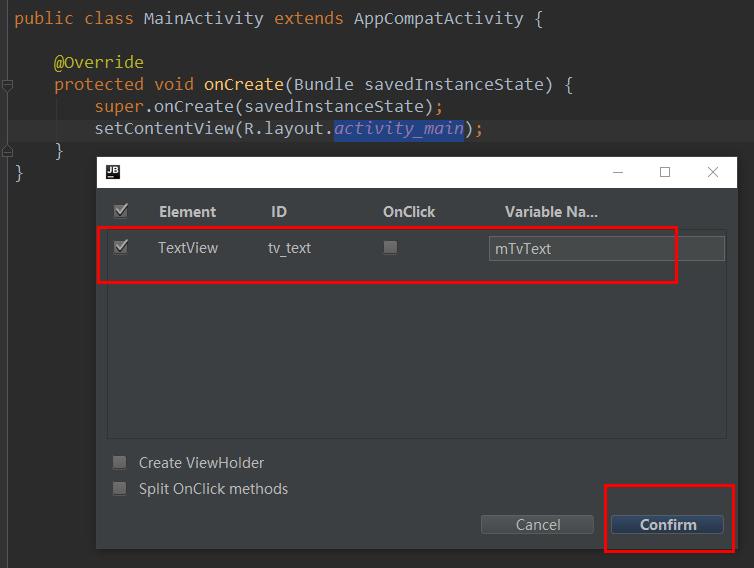 public class MainActivity extends AppCompatActivity {
@Override
protected void onCreate(Bundle savedInstanceState) {
super.onCreate(savedInstanceState);
setContentView(R.layout.activity_main);
}
}
JB
Element ID OnClick Variable Na...
TextView tv_text mTvText
Create ViewHolder
Split OnClick methods
Cancel Confirm